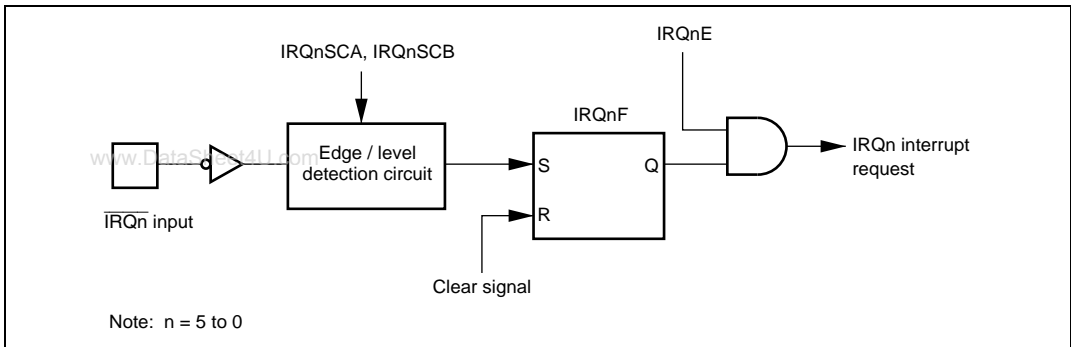 IRQnE
IRQnSCA, IRQnSCB
IRQnF
www.DataSheet4U.com
Edge / level
detection circuit
S
Q
IRQn interrupt
request
IRQn input
R
Clear signal
Note: n = 5 to 0